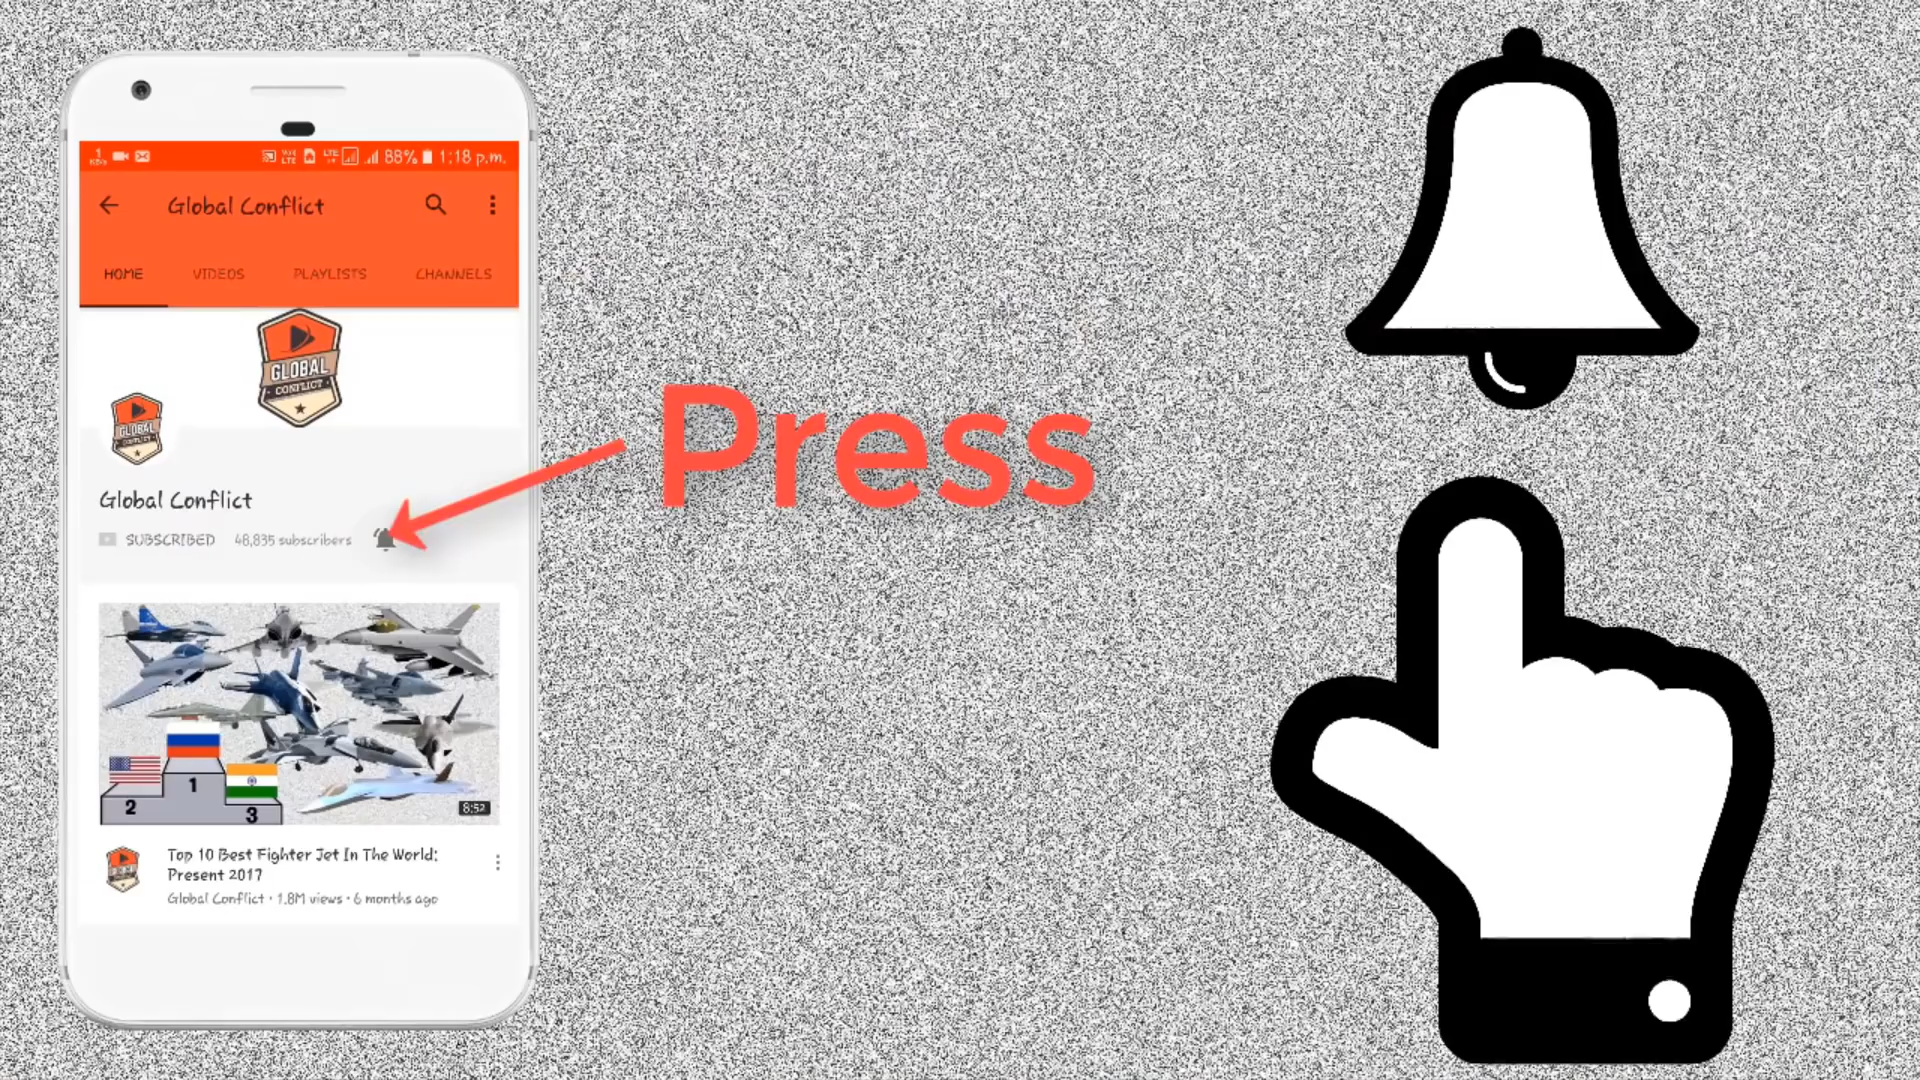 88% 1:18 p.m.
Global Conflict
HOME VIDEOS PLAYLISTS CHANNELS
GLOBAL
CONFLICT
GLOBAL
CONFLICT
Press
Global Conflict
SUBSCRIBED 48,835 subscribers
2 1 3
8:52
Top 10 Best Fighter Jet In The World:
Present 2017
Global Conflict • 1.8M views • 6 months ago